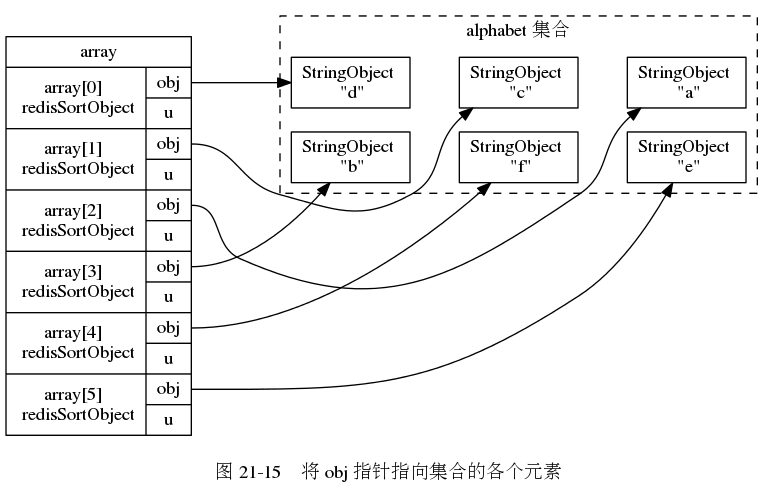 array
array[0]
redisSortObject
obj
u
array[1]
redisSortObject
obj
u
array[2]
redisSortObject
obj
u
array[3]
redisSortObject
obj
u
array[4]
redisSortObject
obj
u
array[5]
redisSortObject
obj
u
alphabet 集合
StringObject
"d"
StringObject
"c"
StringObject
"a"
StringObject
"b"
StringObject
"f"
StringObject
"e"
图 21-15 将 obj 指针指向集合的各个元素